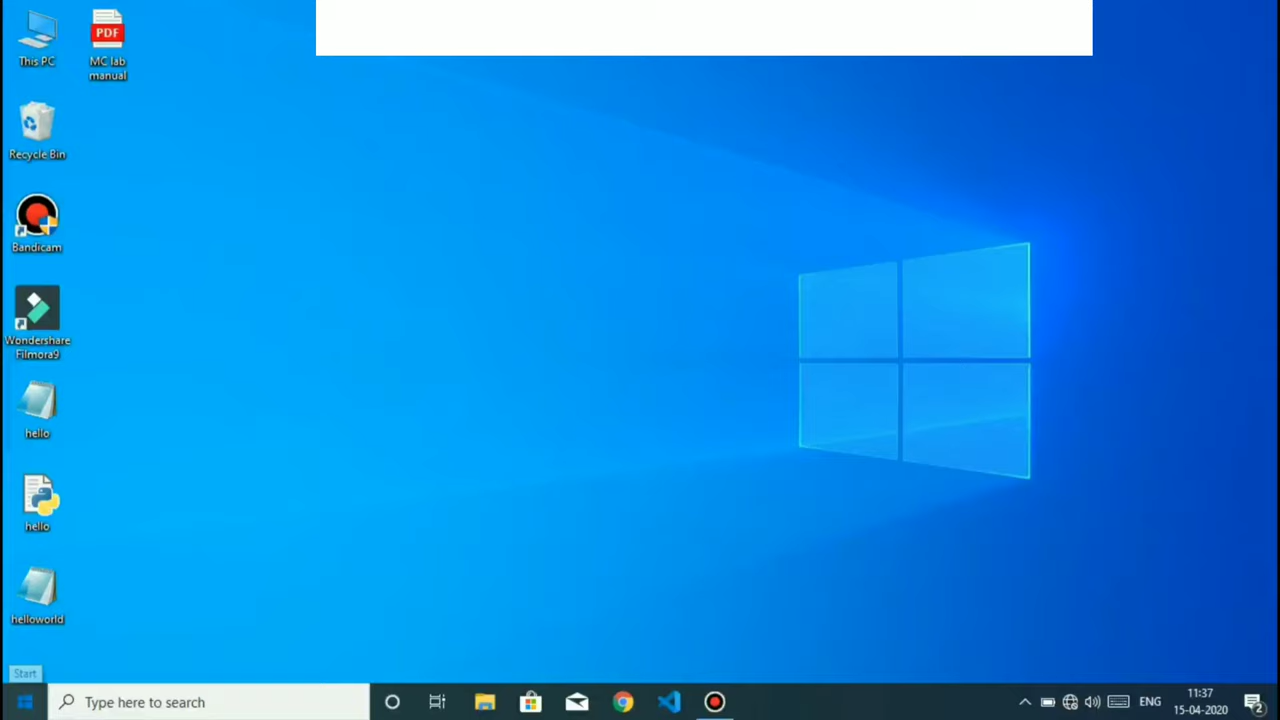 This PC
PDF
MC lab
manual
Recycle Bin
Bandicam
Wondershare
Filmora9
hello
hello
helloworld
Start
Type here to search
ENG
11:37
15-04-2020
2